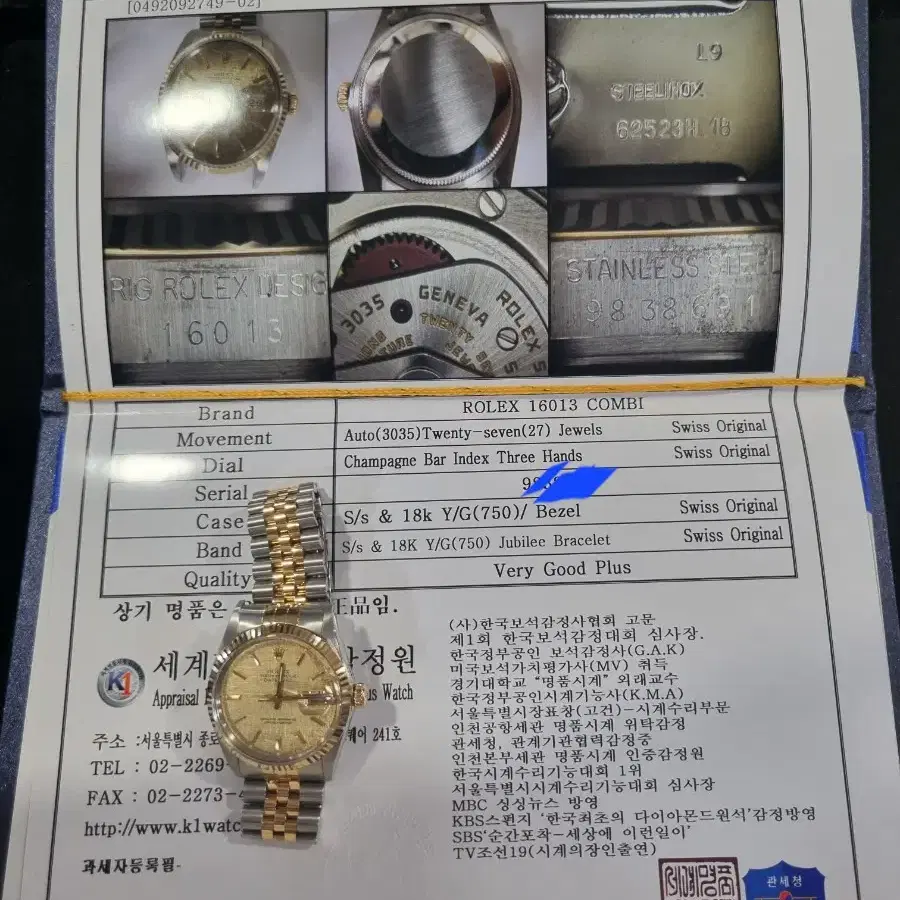 [0492092749-02]
L9
STEELINOX
62523H.18
RIG ROLEX DESIG
16013
3035
GENEVA
ROLEX
TWENTY
STAINLESS STEEL
Brand ROLEX 16013 COMBI
Movement Auto(3035)Twenty-seven(27) Jewels Swiss Original
Dial Champagne Bar Index Three Hands Swiss Original
Serial
Case S/s & 18k Y/G(750)/ Bezel Swiss Original
Band S/s & 18K Y/G(750) Jubilee Bracelet Swiss Original
Quality Very Good Plus
상기 명품은 正品임.
K1
세계 감정원
Appraisal Watch
주소 :서울특별시 241호
TEL : 02-2269-
FAX : 02-2273-
http://www.k1watc
과세자등록필-
(사)한국보석감정사협회 고문
제1회 한국보석감정대회 심사장.
한국정부공인 보석감정사(G.A.K)
미국보석가치평가사(MV) 취득
경기대학교 "명품시계" 외래교수
한국정부공인시계기능사(K.M.A)
서울특별시장표창(고건)-시계수리부문
인천공항세관 명품시계 위탁감정
관세청, 관계기관협력감정중
인천본부세관 명품시계 인증감정원
한국시계수리기능대회 1위
서울특별시시계수리기능대회 심사장
MBC 싱싱뉴스 방영
KBS스펀지 '한국최초의 다이아몬드원석'감정방영
SBS'순간포착-세상에 이런일이'
TV조선19(시계의장인출연)
관세청